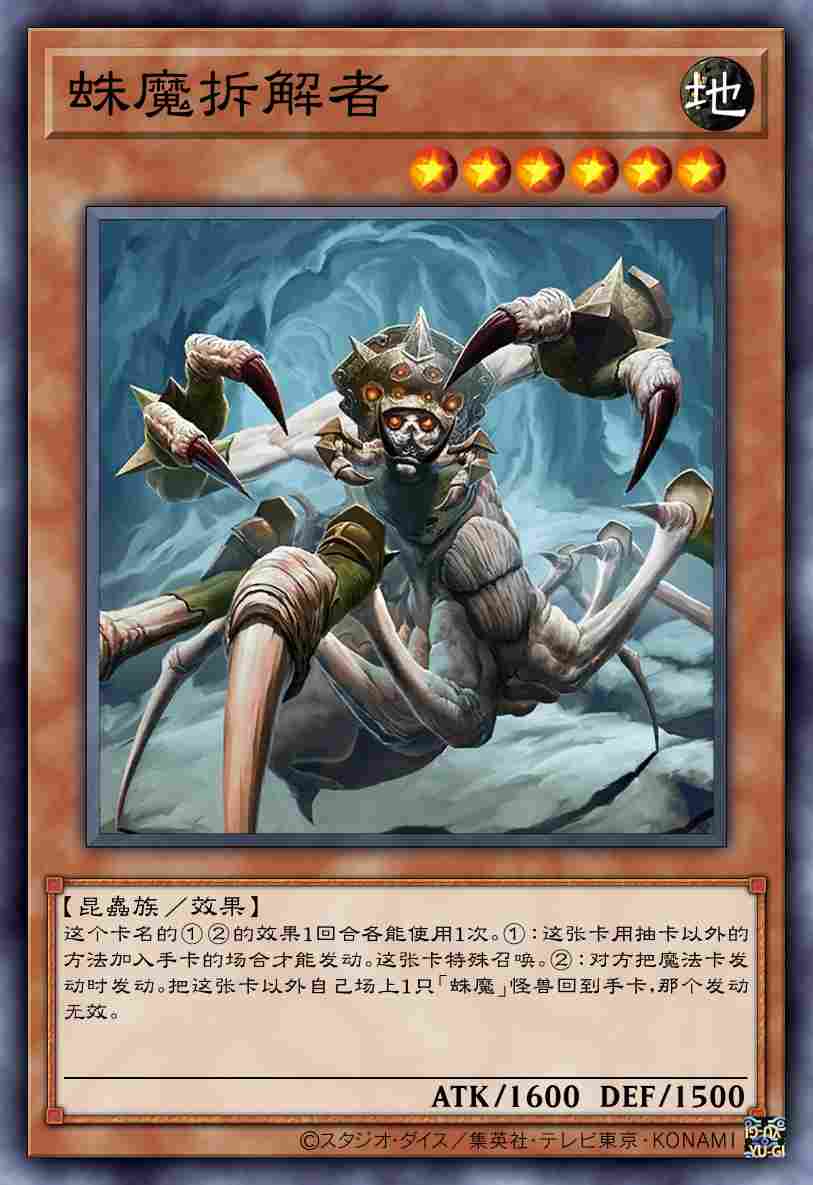 蛛魔拆解者
地
【昆蟲族／效果】
这个卡名的①②的效果1回合各能使用1次。①：这张卡用抽卡以外的
方法加入手卡的场合才能发动。这张卡特殊召唤。②：对方把魔法卡发
动时发动。把这张卡以外自己场上1只「蛛魔」怪兽回到手卡，那个发动
无效。
ATK/1600 DEF/1500
©スタジオ・ダイス／集英社・テレビ東京・KONAMI
YU-GI